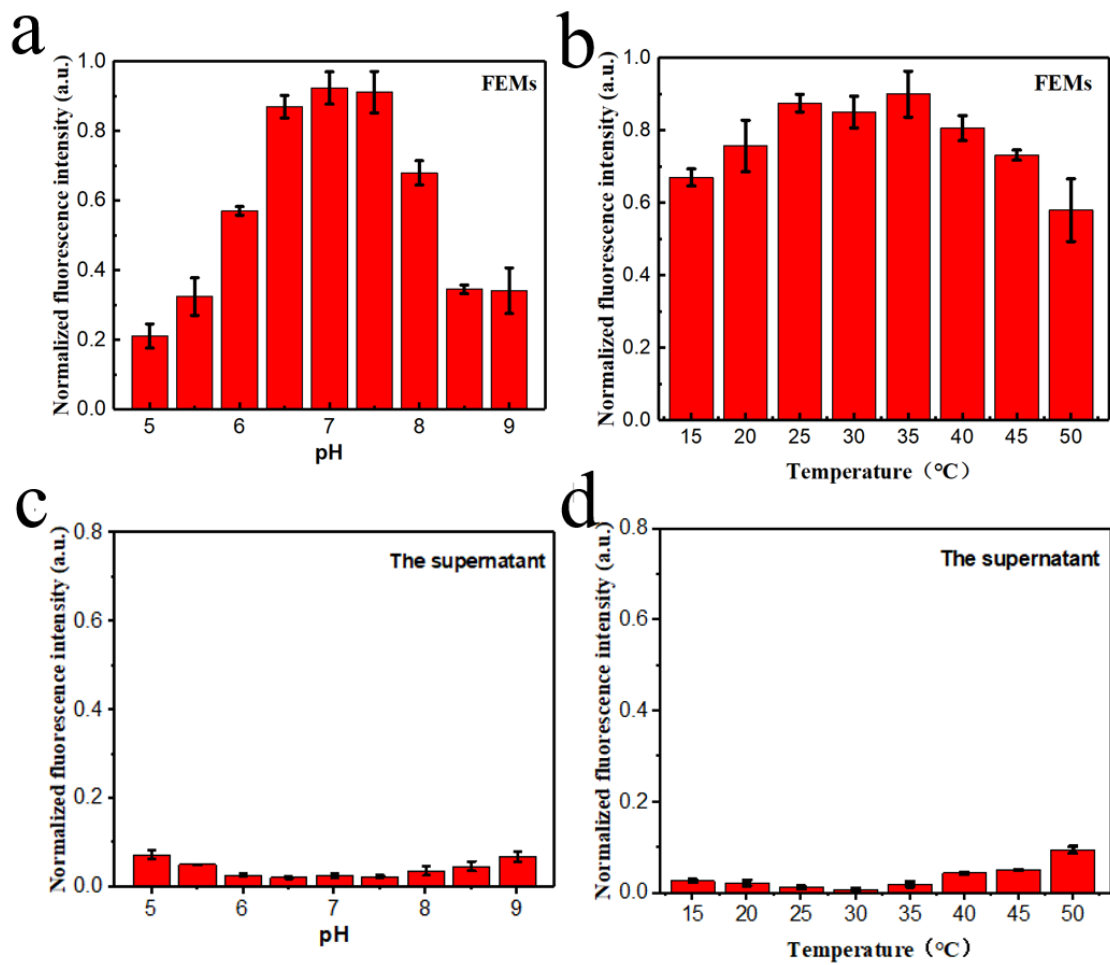 a
Normalized fluorescence intensity (a.u.)
1.0
0.8
0.6
0.4
0.2
0.0
FEMs
5 6 7 8 9
pH
b
Normalized fluorescence intensity (a.u.)
1.0
0.8
0.6
0.4
0.2
0.0
FEMs
15 20 25 30 35 40 45 50
Temperature（°C）
c
Normalized fluorescence intensity (a.u.)
0.8
0.6
0.4
0.2
0.0
The supernatant
5 6 7 8 9
pH
d
Normalized fluorescence intensity (a.u.)
0.8
0.6
0.4
0.2
0.0
The supernatant
15 20 25 30 35 40 45 50
Temperature（°C）